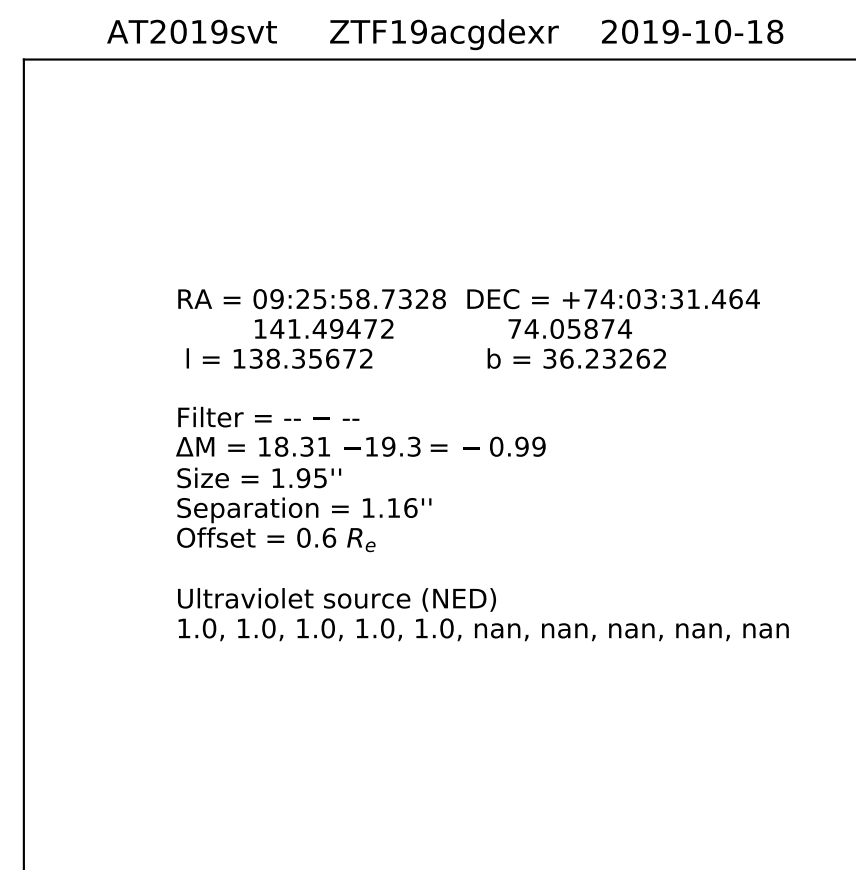 AT2019svt ZTF19acgdexr 2019-10-18
RA = 09:25:58.7328 DEC = +74:03:31.464
141.49472 74.05874
l = 138.35672 b = 36.23262
Filter = -- − --
ΔM = 18.31 −19.3 = − 0.99
Size = 1.95''
Separation = 1.16''
Offset = 0.6 Rₑ
Ultraviolet source (NED)
1.0, 1.0, 1.0, 1.0, 1.0, nan, nan, nan, nan, nan